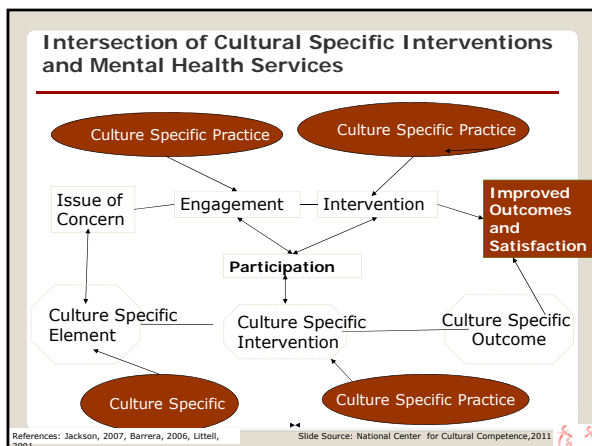 Intersection of Cultural Specific Interventions
and Mental Health Services
Culture Specific Practice
Culture Specific Practice
Issue of
Concern
Engagement
Intervention
Improved
Outcomes
and
Satisfaction
Participation
Culture Specific
Element
Culture Specific
Intervention
Culture Specific
Outcome
Culture Specific
Culture Specific Practice
References: Jackson, 2007, Barrera, 2006, Littell,
2001
Slide Source: National Center for Cultural Competence,2011